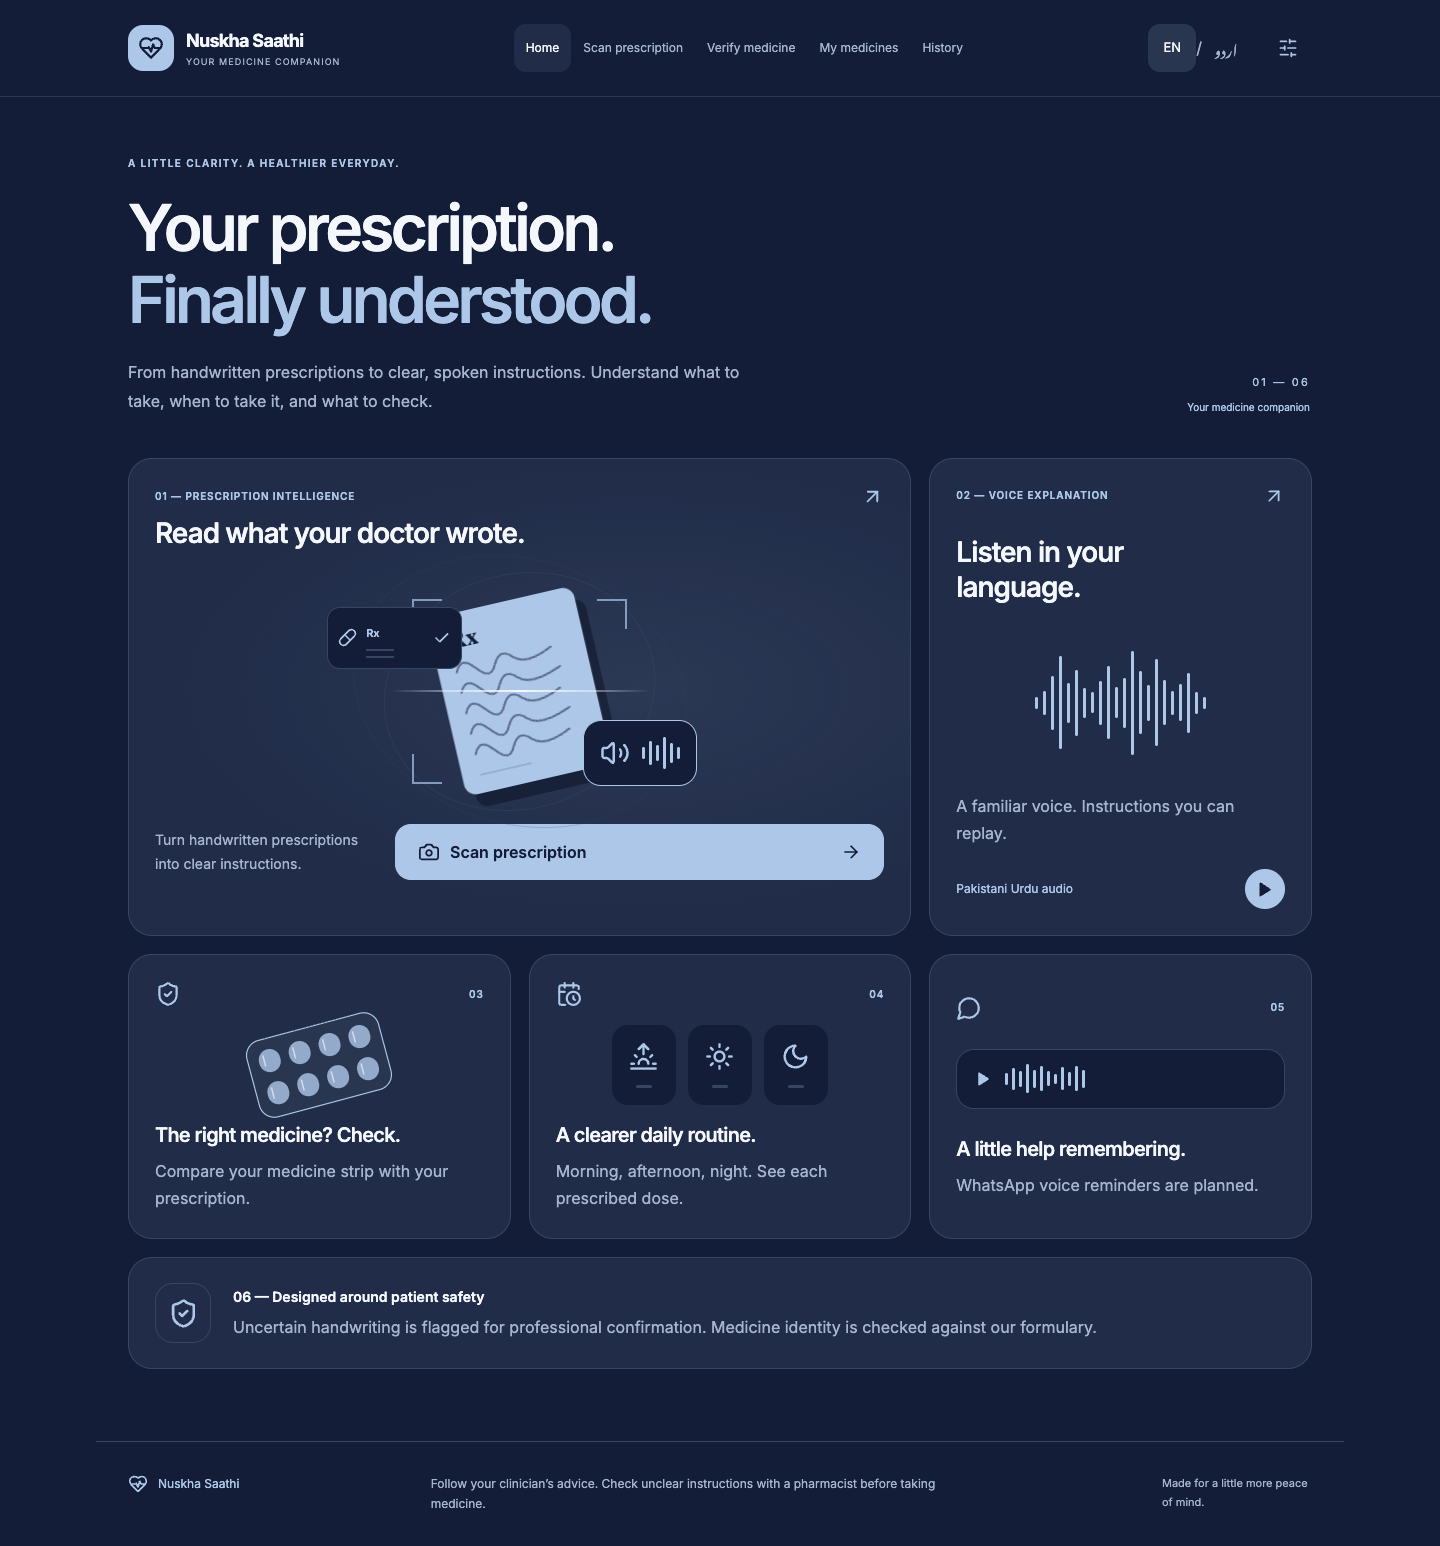 Nuskha Saathi
YOUR MEDICINE COMPANION
Home
Scan prescription
Verify medicine
My medicines
History
EN / اردو
A LITTLE CLARITY. A HEALTHIER EVERYDAY.
Your prescription.
Finally understood.
From handwritten prescriptions to clear, spoken instructions. Understand what to
take, when to take it, and what to check.
01 — 06
Your medicine companion
01 — PRESCRIPTION INTELLIGENCE
Read what your doctor wrote.
Rx
Rx
Turn handwritten prescriptions
into clear instructions.
Scan prescription
02 — VOICE EXPLANATION
Listen in your
language.
A familiar voice. Instructions you can
replay.
Pakistani Urdu audio
03
The right medicine? Check.
Compare your medicine strip with your
prescription.
04
A clearer daily routine.
Morning, afternoon, night. See each
prescribed dose.
05
A little help remembering.
WhatsApp voice reminders are planned.
06 — Designed around patient safety
Uncertain handwriting is flagged for professional confirmation. Medicine identity is checked against our formulary.
Nuskha Saathi
Follow your clinician’s advice. Check unclear instructions with a pharmacist before taking
medicine.
Made for a little more peace
of mind.